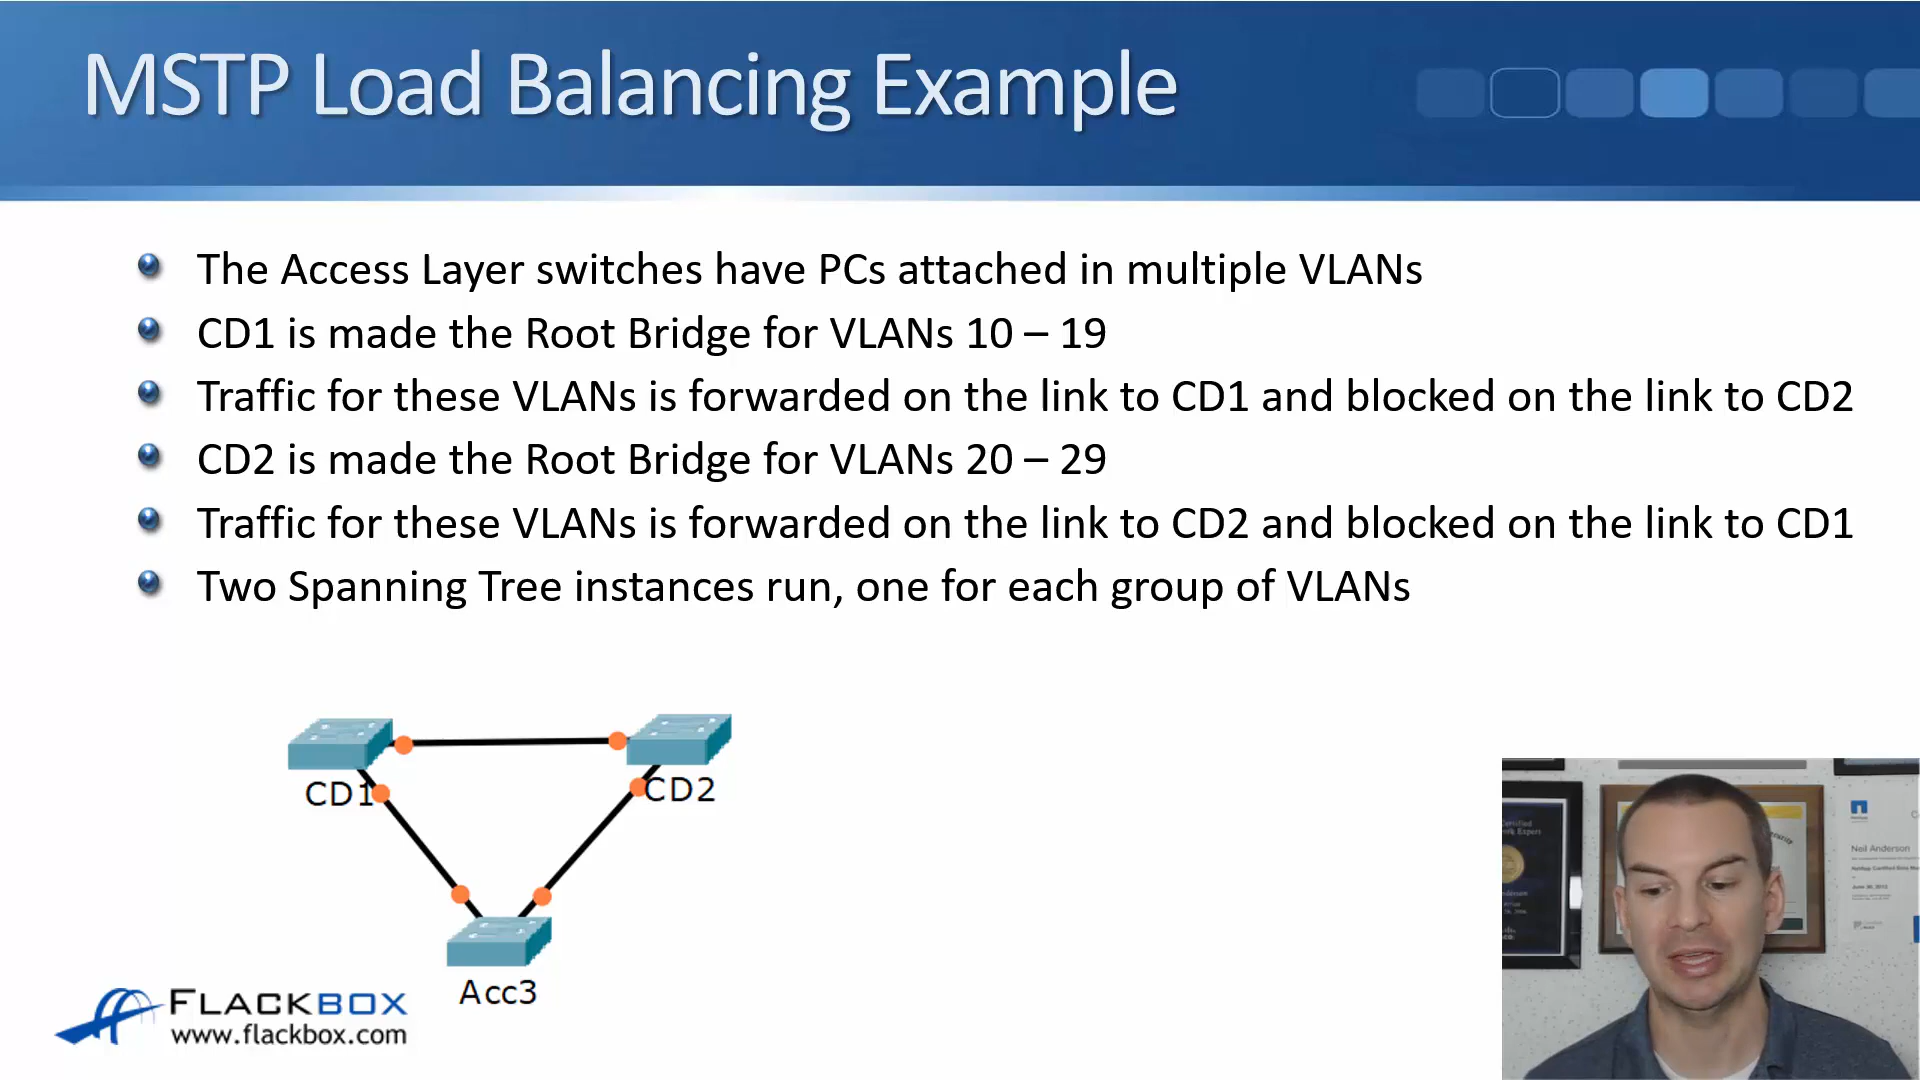 MSTP Load Balancing Example
The Access Layer switches have PCs attached in multiple VLANs
CD1 is made the Root Bridge for VLANs 10 – 19
Traffic for these VLANs is forwarded on the link to CD1 and blocked on the link to CD2
CD2 is made the Root Bridge for VLANs 20 – 29
Traffic for these VLANs is forwarded on the link to CD2 and blocked on the link to CD1
Two Spanning Tree instances run, one for each group of VLANs
CD1
CD2
Acc3
FLACKBOX
www.flackbox.com
Neil Anderson